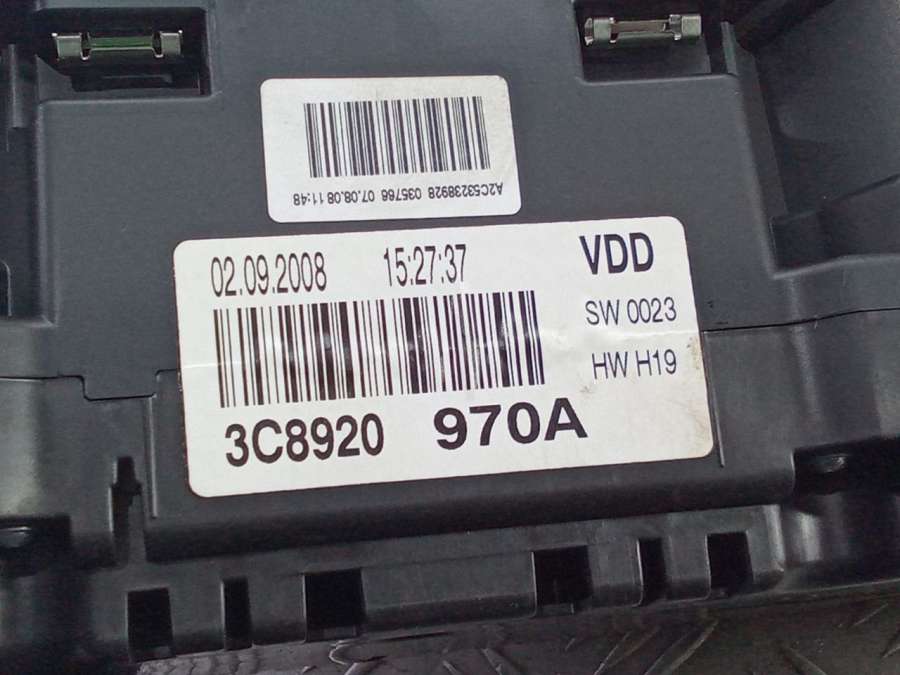 A2C53238928 035766 07.08.08 11:48
02.09.2008 15:27:37 VDD
SW 0023
HW H19
3C8920 970A